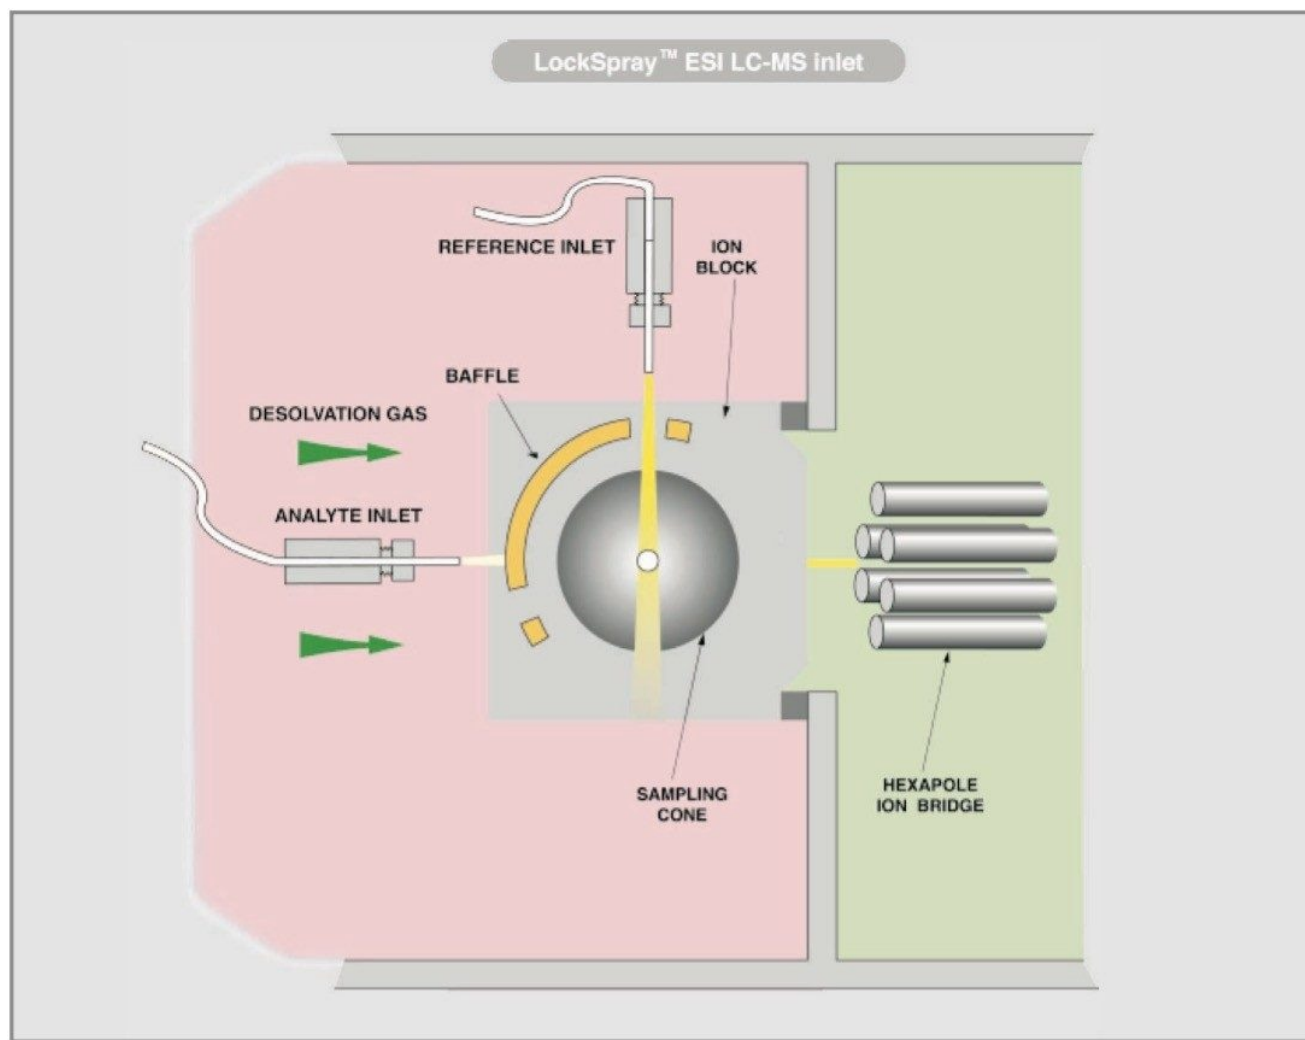 LockSpray™ ESI LC-MS inlet
REFERENCE INLET
ION
BLOCK
BAFFLE
DESOLVATION GAS
ANALYTE INLET
SAMPLING
CONE
HEXAPOLE
ION BRIDGE